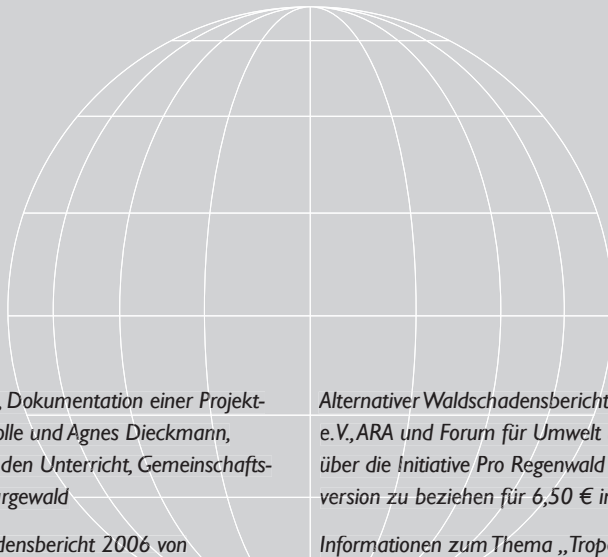 , Dokumentation einer Projekt-
olle und Agnes Dieckmann,
den Unterricht, Gemeinschafts-
rgewald
densbericht 2006 von
Alternativer Waldschadensbericht
e.V., ARA und Forum für Umwelt
über die Initiative Pro Regenwald
version zu beziehen für 6,50 € i
Informationen zum Thema „Trop